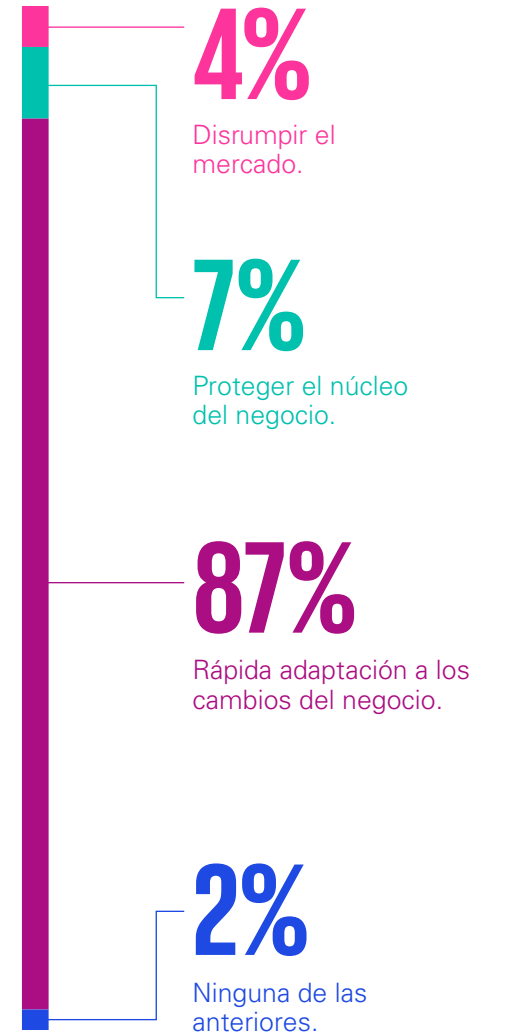 4%
Disrumpir el
mercado.
7%
Proteger el núcleo
del negocio.
87%
Rápida adaptación a los
cambios del negocio.
2%
Ninguna de las
anteriores.